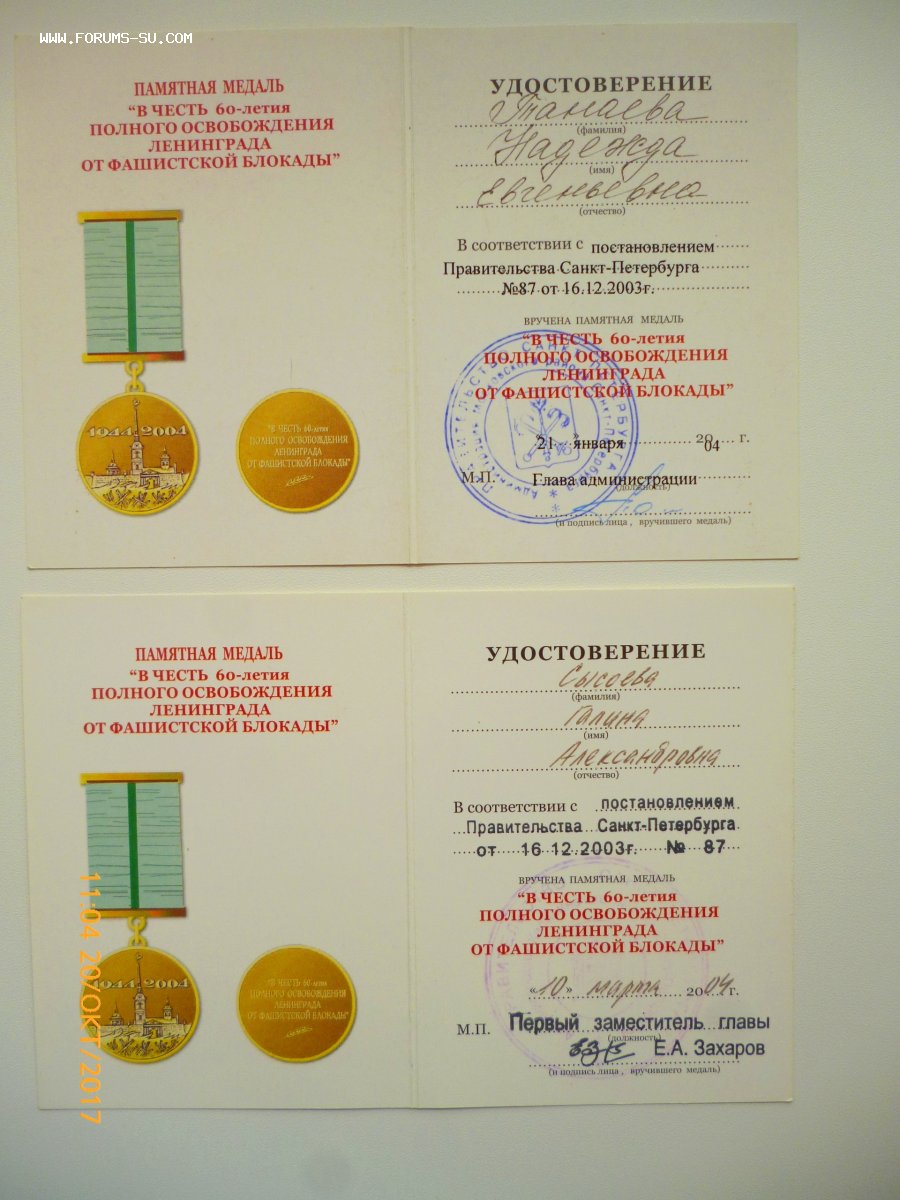 WWW.FORUMS-SU.COM
ПАМЯТНАЯ МЕДАЛЬ
“В ЧЕСТЬ 60-летия
ПОЛНОГО ОСВОБОЖДЕНИЯ
ЛЕНИНГРАДА
ОТ ФАШИСТСКОЙ БЛОКАДЫ”
1944-2004
“В ЧЕСТЬ 60-летия
ПОЛНОГО ОСВОБОЖДЕНИЯ
ЛЕНИНГРАДА
ОТ ФАШИСТСКОЙ БЛОКАДЫ”
УДОСТОВЕРЕНИЕ
Танаева
(фамилия)
Надежда
(имя)
Евгеньевна
(отчество)
В соответствии с постановлением
Правительства Санкт-Петербурга
№87 от 16.12.2003г.
ВРУЧЕНА ПАМЯТНАЯ МЕДАЛЬ
“В ЧЕСТЬ 60-летия
ПОЛНОГО ОСВОБОЖДЕНИЯ
ЛЕНИНГРАДА
ОТ ФАШИСТСКОЙ БЛОКАДЫ”
21 января 2004 г.
М.П. Глава администрации
(должность)
(и подпись лица, вручившего медаль)
ПАМЯТНАЯ МЕДАЛЬ
“В ЧЕСТЬ 60-летия
ПОЛНОГО ОСВОБОЖДЕНИЯ
ЛЕНИНГРАДА
ОТ ФАШИСТСКОЙ БЛОКАДЫ”
1944-2004
“В ЧЕСТЬ 60-летия
ПОЛНОГО ОСВОБОЖДЕНИЯ
ЛЕНИНГРАДА
ОТ ФАШИСТСКОЙ БЛОКАДЫ”
УДОСТОВЕРЕНИЕ
Сысоева
(фамилия)
Галина
(имя)
Александровна
(отчество)
В соответствии с постановлением
Правительства Санкт-Петербурга
от 16 12.2003г. № 87
ВРУЧЕНА ПАМЯТНАЯ МЕДАЛЬ
“В ЧЕСТЬ 60-летия
ПОЛНОГО ОСВОБОЖДЕНИЯ
ЛЕНИНГРАДА
ОТ ФАШИСТСКОЙ БЛОКАДЫ”
«10» марта 2004 г.
М.П. Первый заместитель главы
(должность)
Е.А. Захаров
(и подпись лица, вручившего медаль)
11:04 20/ОКТ/2017